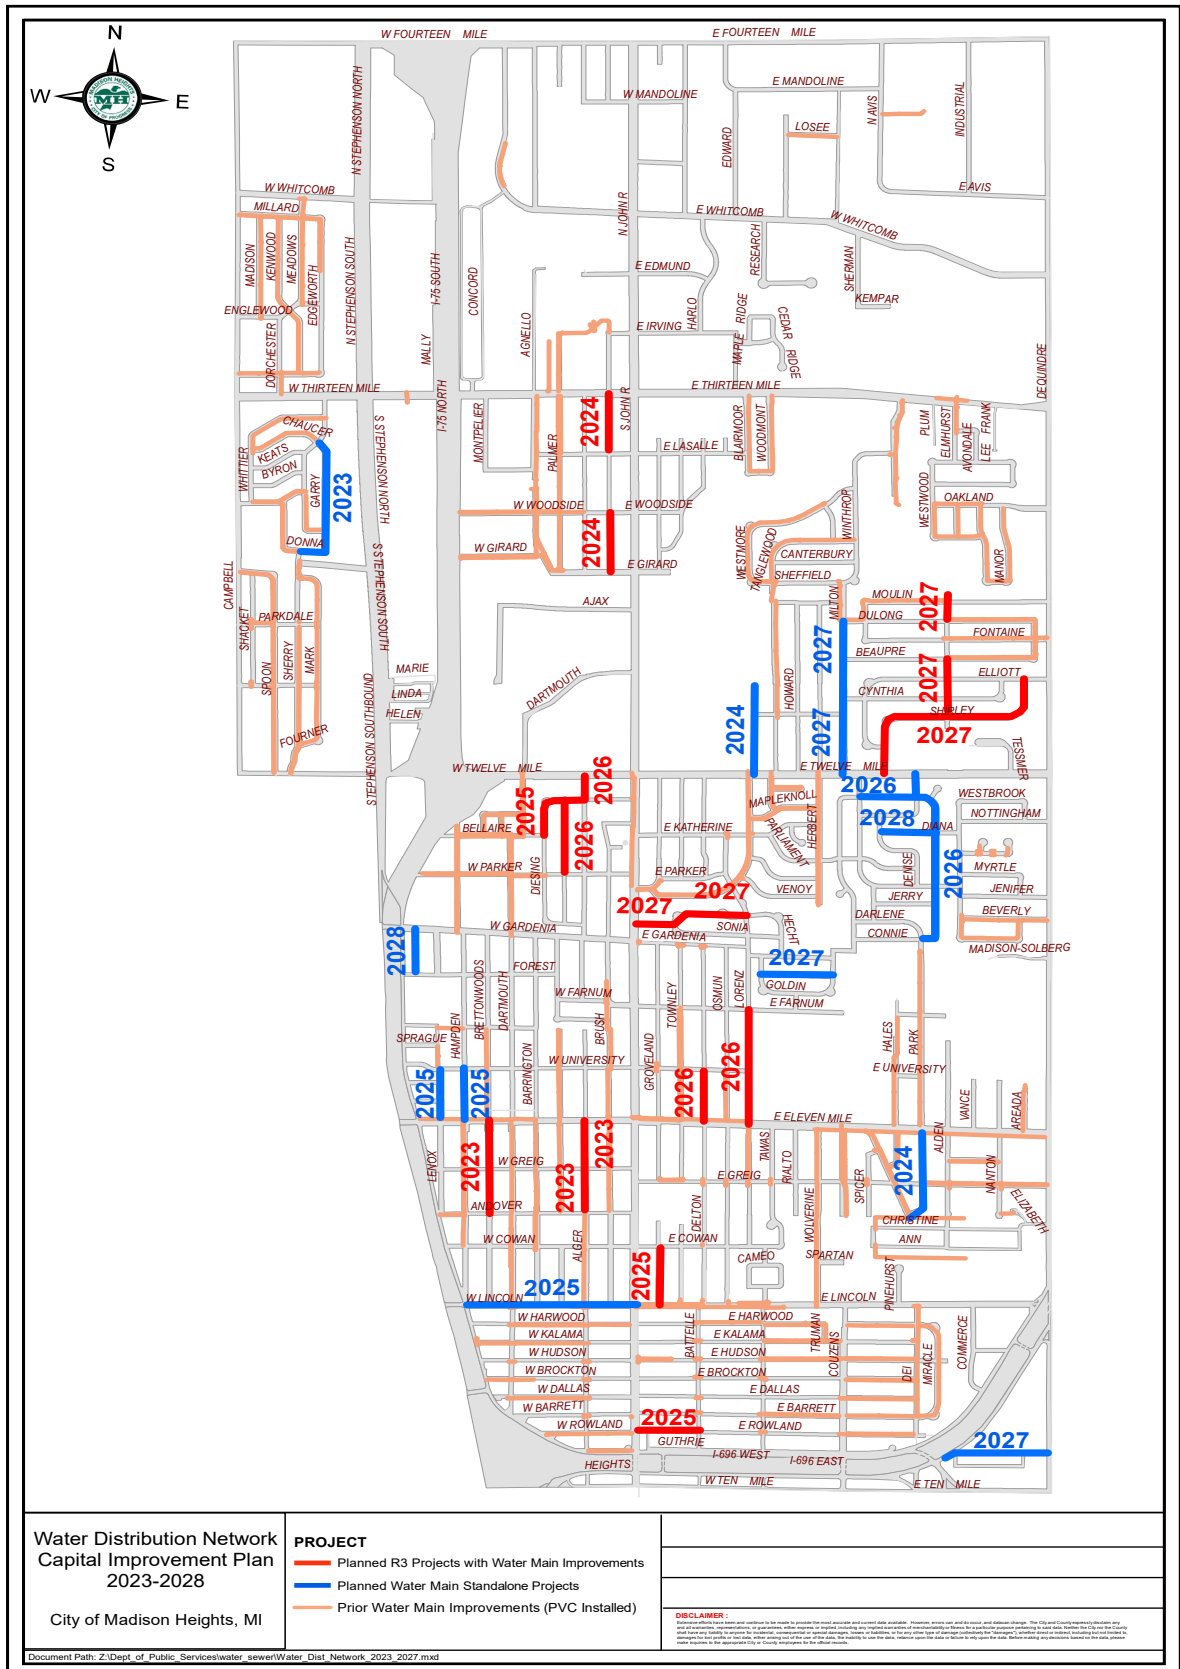 N
W
E
S
MADISON HEIGHTS
MH
CITY OF PROGRESS
W FOURTEEN MILE
E FOURTEEN MILE
N STEPHENSON NORTH
W MANDOLINE
E MANDOLINE
N AVIS
INDUSTRIAL
LOSEE
EDWARD
W WHITCOMB
E AVIS
MILLARD
N JOHN R
E WHITCOMB
W WHITCOMB
MADISON
KENWOOD
MEADOWS
EDGEWORTH
N STEPHENSON SOUTH
I-75 SOUTH
CONCORD
E EDMUND
RESEARCH
SHERMAN
KEMPAR
ENGLEWOOD
DORCHESTER
MALLY
AGNELLO
E IRVING
HARLO
MAPLE RIDGE
CEDAR RIDGE
DEQUINDRE
W THIRTEEN MILE
E THIRTEEN MILE
I-75 NORTH
MONTPELIER
PALMER
2024
S JOHN R
E LASALLE
BLAIRMOOR
WOODMONT
PLUM
ELMHURST
AVONDALE
LEE
FRANK
CHAUCER
KEATS
BYRON
WHITTIER
GARRY
2023
S STEPHENSON NORTH
W WOODSIDE
E WOODSIDE
WINTHROP
WESTWOOD
OAKLAND
DONNA
W GIRARD
2024
E GIRARD
WESTMORE
TANGLEWOOD
CANTERBURY
SHEFFIELD
MANOR
CAMPBELL
S STEPHENSON SOUTH
AJAX
MILTON
MOULIN
2027
DULONG
FONTAINE
SHACKET
PARKDALE
SPOON
SHERRY
MARK
MARIE
LINDA
HELEN
DARTMOUTH
HOWARD
2027
BEAUPRE
2027
ELLIOTT
CYNTHIA
SHIRLEY
FOURNER
2024
2027
2027
TESSMER
STEPHENSON SOUTHBOUND
W TWELVE MILE
E TWELVE MILE
2026
2026
WESTBROOK
2025
MAPLEKNOLL
NOTTINGHAM
BELLAIRE
2026
E KATHERINE
PARLIAMENT
HERBERT
2028
DIANA
W PARKER
DIESING
E PARKER
DENISE
2026
MYRTLE
2027
VENOY
JERRY
JENIFER
2027
W GARDENIA
E GARDENIA
SONIA
HECHT
DARLENE
CONNIE
BEVERLY
MADISON-SOLBERG
2028
FOREST
2027
GOLDIN
BRETTONWOODS
DARTMOUTH
W FARNUM
TOWNLEY
OSMUN
LORENZ
E FARNUM
SPRAGUE
HAMPDEN
BRUSH
HALES
PARK
W UNIVERSITY
GROVELAND
2026
E UNIVERSITY
2025
2025
BARRINGTON
2026
VANCE
AREADA
E ELEVEN MILE
LENOX
2023
W GREIG
2023
2023
E GREIG
TAWAS
RIALTO
SPICER
2024
ALDEN
NANTON
ELIZABETH
ANDOVER
DELTON
WOLVERINE
CHRISTINE
ANN
W COWAN
ALGER
E COWAN
CAMEO
SPARTAN
2025
PINEHURST
W LINCOLN
2025
E LINCOLN
W HARWOOD
E HARWOOD
W KALAMA
E KALAMA
W HUDSON
BATTELLE
E HUDSON
TRUMAN
COUZENS
COMMERCE
W BROCKTON
E BROCKTON
DEI
MIRACLE
W DALLAS
E DALLAS
W BARRETT
E BARRETT
W ROWLAND
2025
E ROWLAND
GUTHRIE
HEIGHTS
I-696 WEST
I-696 EAST
2027
W TEN MILE
E TEN MILE
Water Distribution Network
Capital Improvement Plan
2023-2028
City of Madison Heights, MI
PROJECT
Planned R3 Projects with Water Main Improvements
Planned Water Main Standalone Projects
Prior Water Main Improvements (PVC Installed)
DISCLAIMER :
Document Path: Z:\Dept_of_Public_Services\water_sewer\Water_Dist_Network_2023_2027.mxd